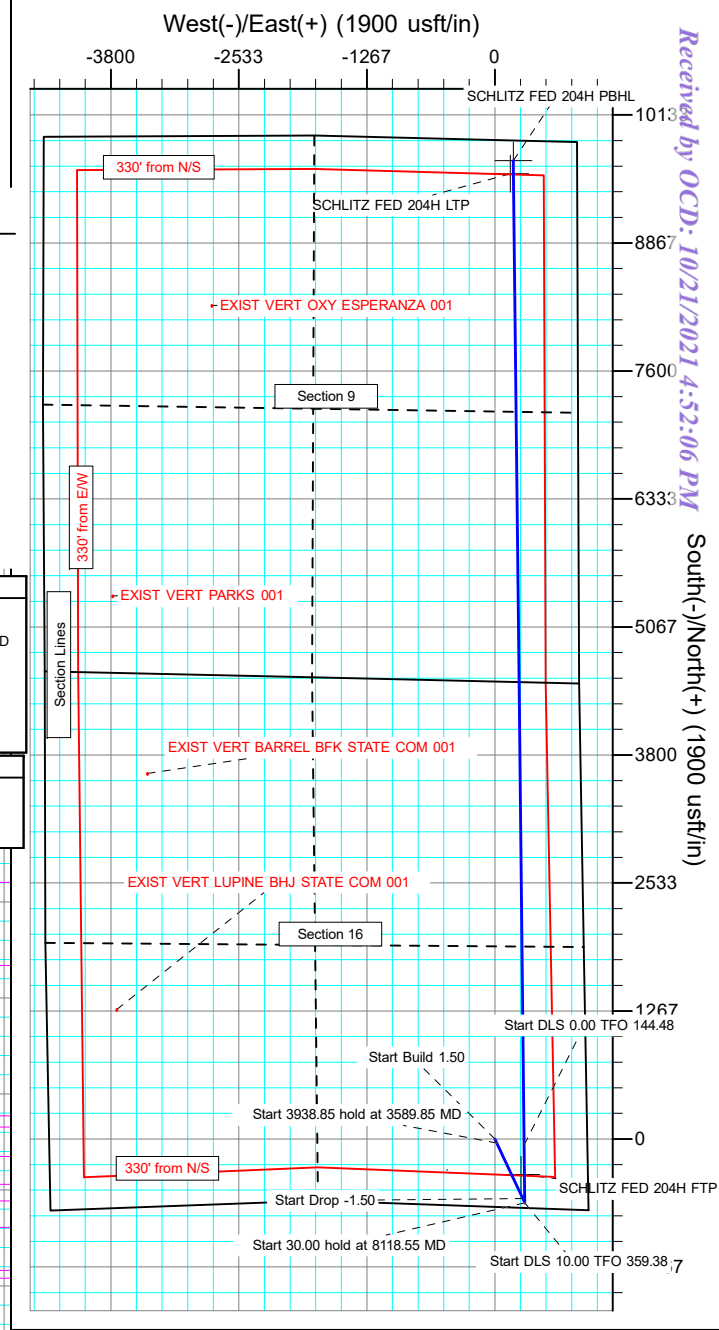 West(-)/East(+) (1900 usft/in)
-3800 -2533 -1267 0
SCHLITZ FED 204H PBHL
10133
330' from N/S
SCHLITZ FED 204H LTP
8867
EXIST VERT OXY ESPERANZA 001
7600
Section 9
6333
330' from E/W
EXIST VERT PARKS 001
5067
Section Lines
D
EXIST VERT BARREL BFK STATE COM 001
3800
EXIST VERT LUPINE BHJ STATE COM 001
2533
Section 16
1267
Start DLS 0.00 TFO 144.48
Start Build 1.50
Start 3938.85 hold at 3589.85 MD
0
330' from N/S
SCHLITZ FED 204H FTP
Start Drop -1.50
Start 30.00 hold at 8118.55 MD
Start DLS 10.00 TFO 359.38
7
South(-)/North(+) (1900 usft/in)
Received by OCD: 10/21/2021 4:52:06 PM